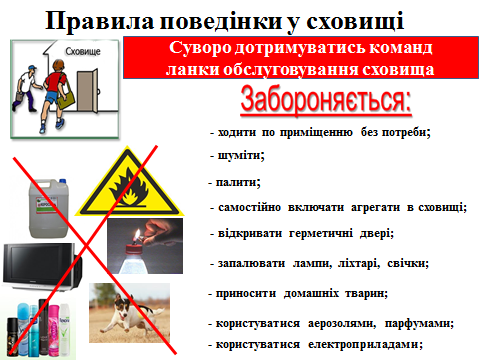 Правила поведінки у сховищі
Сховище
Суворо дотримуватись команд
ланки обслуговування сховища
Забороняється:
- ходити по приміщенню без потреби;
- шуміти;
- палити;
- самостійно включати агрегати в сховищі;
- відкривати герметичні двері;
- запалювати лампи, ліхтарі, свічки;
- приносити домашніх тварин;
- користуватися аерозолями, парфумами;
- користуватися електроприладами;